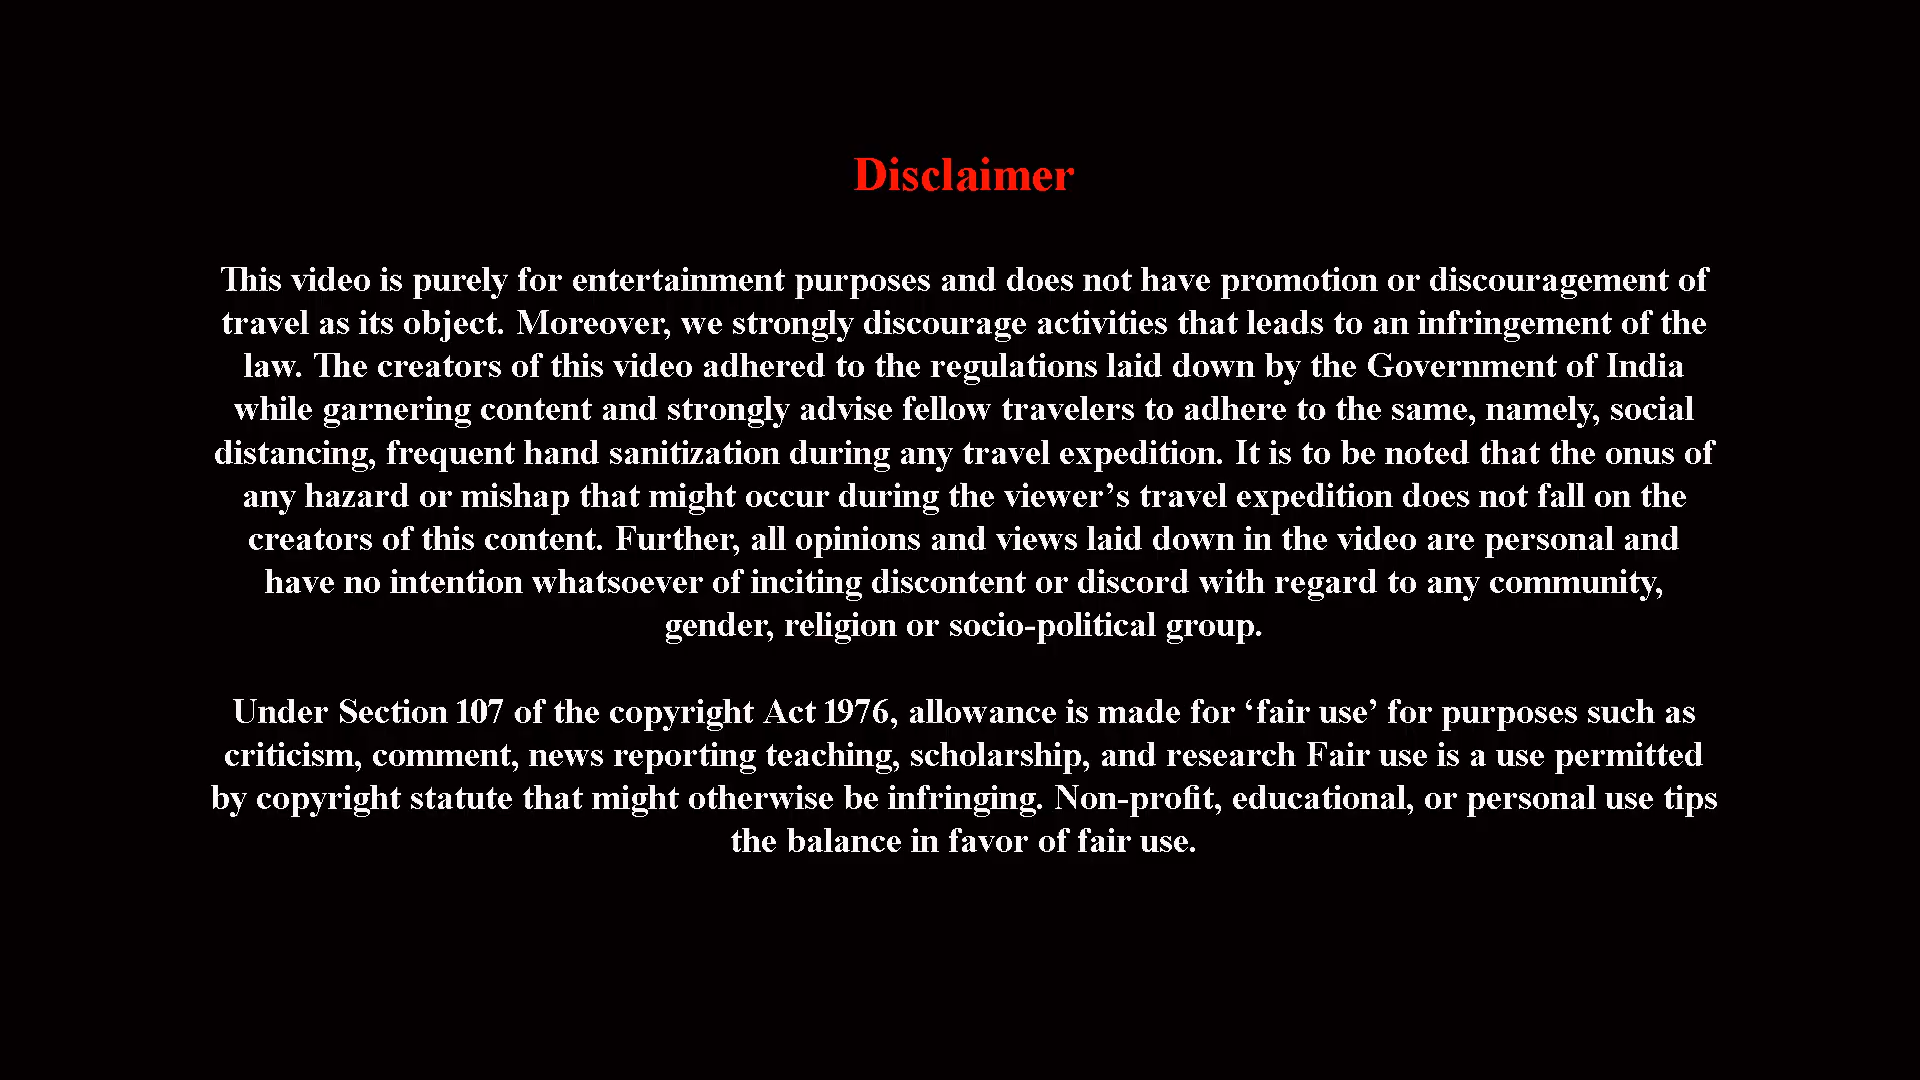 Disclaimer
This video is purely for entertainment purposes and does not have promotion or discouragement of
travel as its object. Moreover, we strongly discourage activities that leads to an infringement of the
law. The creators of this video adhered to the regulations laid down by the Government of India
while garnering content and strongly advise fellow travelers to adhere to the same, namely, social
distancing, frequent hand sanitization during any travel expedition. It is to be noted that the onus of
any hazard or mishap that might occur during the viewer’s travel expedition does not fall on the
creators of this content. Further, all opinions and views laid down in the video are personal and
have no intention whatsoever of inciting discontent or discord with regard to any community,
gender, religion or socio-political group.
Under Section 107 of the copyright Act 1976, allowance is made for ‘fair use’ for purposes such as
criticism, comment, news reporting teaching, scholarship, and research Fair use is a use permitted
by copyright statute that might otherwise be infringing. Non-profit, educational, or personal use tips
the balance in favor of fair use.